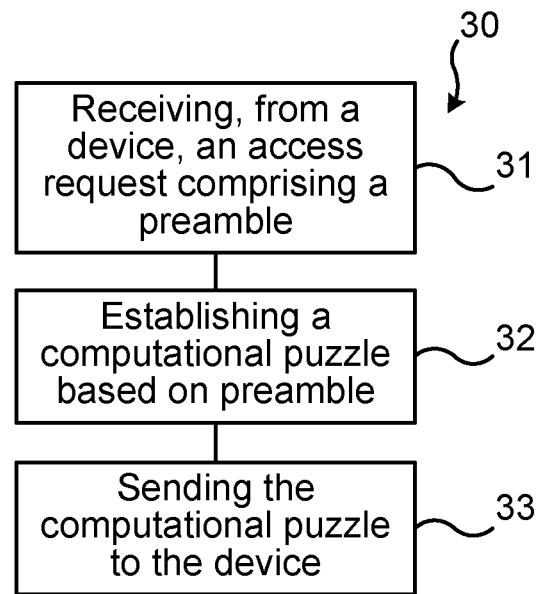 30
Receiving, from a
device, an access
request comprising a
preamble
31
Establishing a
computational puzzle
based on preamble
32
Sending the
computational puzzle
to the device
33